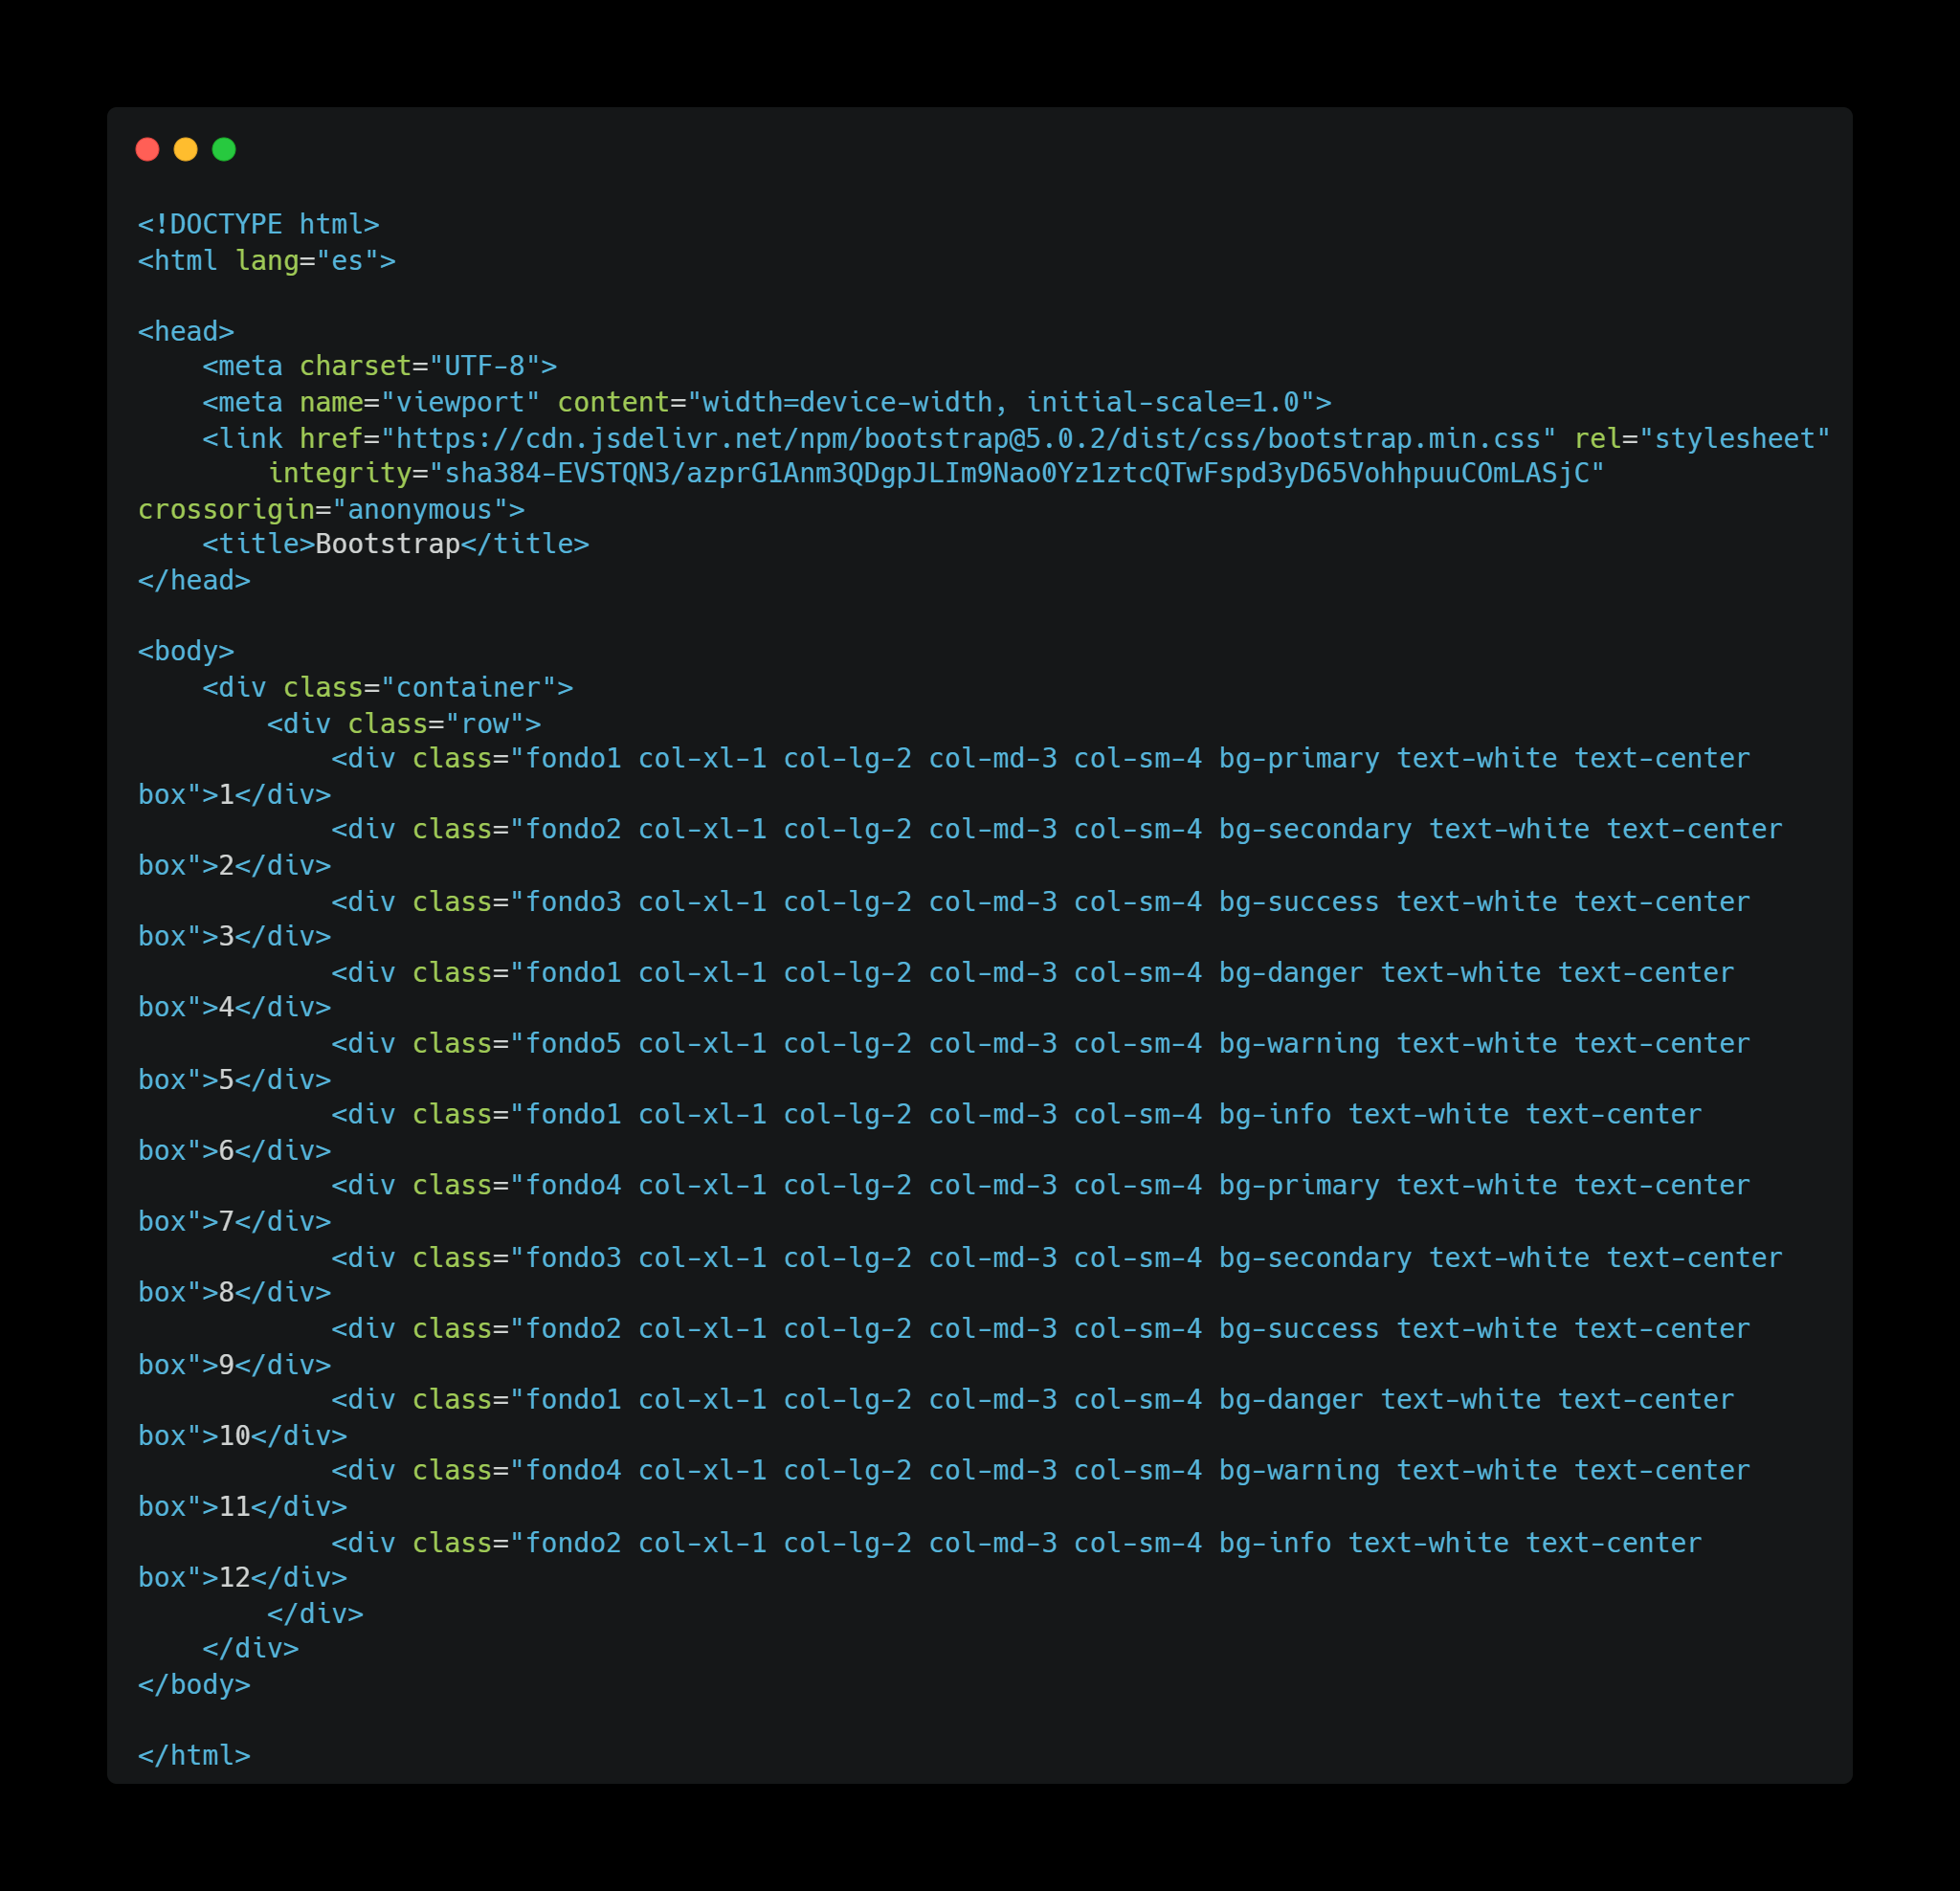 <!DOCTYPE html>
<html lang="es">

<head>
    <meta charset="UTF-8">
    <meta name="viewport" content="width=device-width, initial-scale=1.0">
    <link href="https://cdn.jsdelivr.net/npm/bootstrap@5.0.2/dist/css/bootstrap.min.css" rel="stylesheet"
        integrity="sha384-EVSTQN3/azprG1Anm3QDgpJLIm9Nao0Yz1ztcQTwFspd3yD65VohhpuuCOmLASjC"
crossorigin="anonymous">
    <title>Bootstrap</title>
</head>

<body>
    <div class="container">
        <div class="row">
            <div class="fondo1 col-xl-1 col-lg-2 col-md-3 col-sm-4 bg-primary text-white text-center
box">1</div>
            <div class="fondo2 col-xl-1 col-lg-2 col-md-3 col-sm-4 bg-secondary text-white text-center
box">2</div>
            <div class="fondo3 col-xl-1 col-lg-2 col-md-3 col-sm-4 bg-success text-white text-center
box">3</div>
            <div class="fondo1 col-xl-1 col-lg-2 col-md-3 col-sm-4 bg-danger text-white text-center
box">4</div>
            <div class="fondo5 col-xl-1 col-lg-2 col-md-3 col-sm-4 bg-warning text-white text-center
box">5</div>
            <div class="fondo1 col-xl-1 col-lg-2 col-md-3 col-sm-4 bg-info text-white text-center
box">6</div>
            <div class="fondo4 col-xl-1 col-lg-2 col-md-3 col-sm-4 bg-primary text-white text-center
box">7</div>
            <div class="fondo3 col-xl-1 col-lg-2 col-md-3 col-sm-4 bg-secondary text-white text-center
box">8</div>
            <div class="fondo2 col-xl-1 col-lg-2 col-md-3 col-sm-4 bg-success text-white text-center
box">9</div>
            <div class="fondo1 col-xl-1 col-lg-2 col-md-3 col-sm-4 bg-danger text-white text-center
box">10</div>
            <div class="fondo4 col-xl-1 col-lg-2 col-md-3 col-sm-4 bg-warning text-white text-center
box">11</div>
            <div class="fondo2 col-xl-1 col-lg-2 col-md-3 col-sm-4 bg-info text-white text-center
box">12</div>
        </div>
    </div>
</body>

</html>